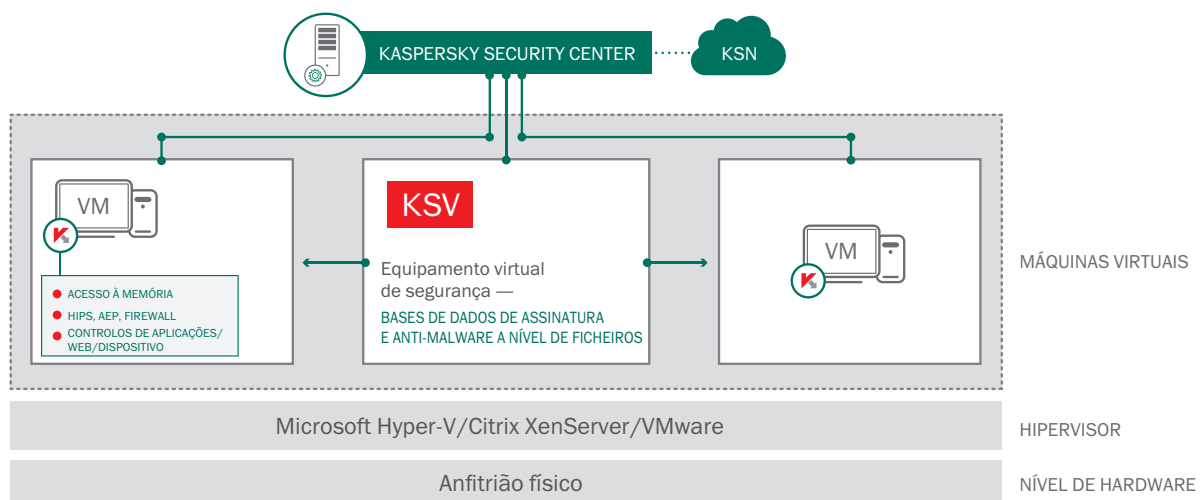 KASPERSKY SECURITY CENTER
KSN
VM
ACESSO À MEMÓRIA
HIPS, AEP, FIREWALL
CONTROLOS DE APLICAÇÕES/
WEB/DISPOSITIVO
KSV
Equipamento virtual
de segurança —
BASES DE DADOS DE ASSINATURA
E ANTI-MALWARE A NÍVEL DE FICHEIROS
VM
MÁQUINAS VIRTUAIS
Microsoft Hyper-V/Citrix XenServer/VMware
HIPERVISOR
Anfitrião físico
NÍVEL DE HARDWARE